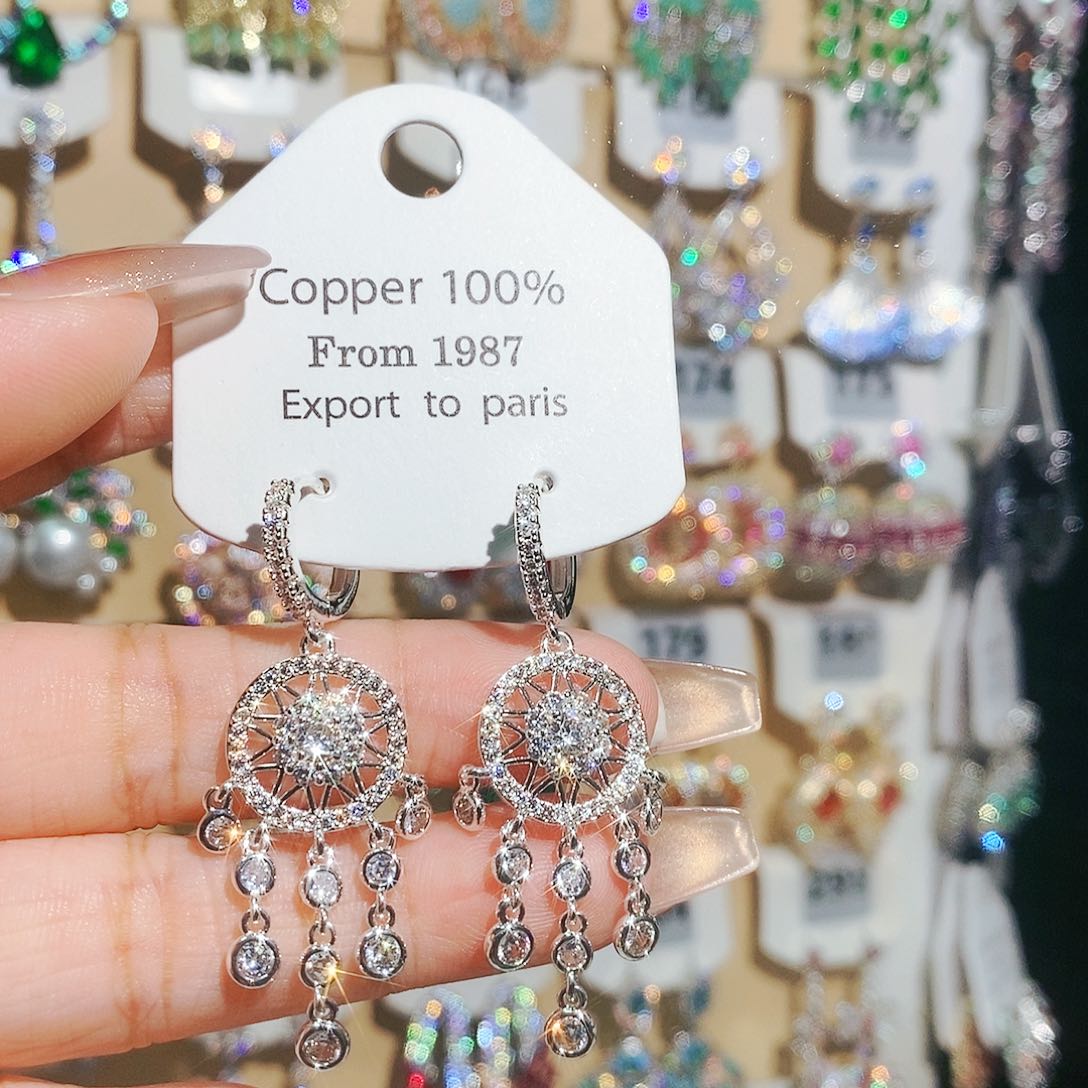 Copper 100%
From 1987
Export to paris
174
175
179